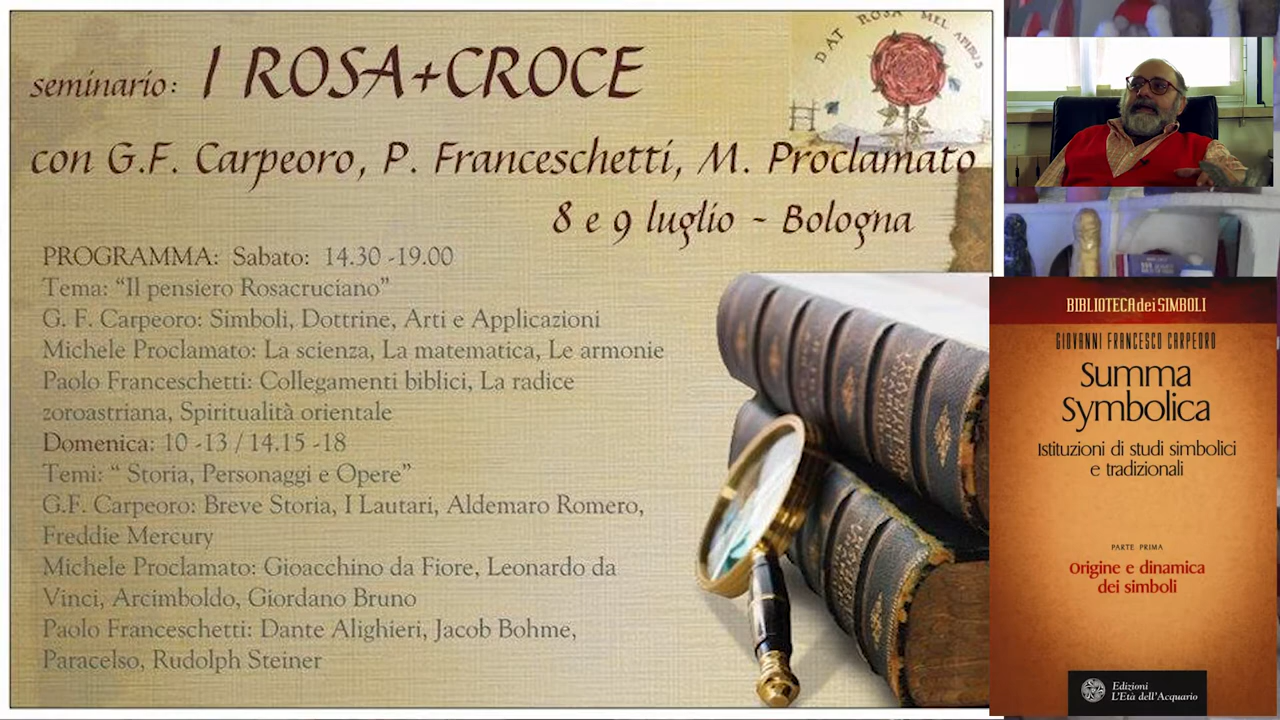 seminario: I ROSA+CROCE
DAT ROSA MEL APIBUS
con G.F. Carpeoro, P. Franceschetti, M. Proclamato
8 e 9 luglio ~ Bologna
PROGRAMMA: Sabato: 14.30 -19.00
Tema: “Il pensiero Rosacruciano”
G. F. Carpeoro: Simboli, Dottrine, Arti e Applicazioni
Michele Proclamato: La scienza, La matematica, Le armonie
Paolo Franceschetti: Collegamenti biblici, La radice
zoroastriana, Spiritualità orientale
Domenica: 10 -13 / 14.15 -18
Temi: “ Storia, Personaggi e Opere”
G.F. Carpeoro: Breve Storia, I Lautari, Aldemaro Romero,
Freddie Mercury
Michele Proclamato: Gioacchino da Fiore, Leonardo da
Vinci, Arcimboldo, Giordano Bruno
Paolo Franceschetti: Dante Alighieri, Jacob Bohme,
Paracelso, Rudolph Steiner
BIBLIOTECA dei SIMBOLI
GIOVANNI FRANCESCO CARPEORO
Summa
Symbolica
Istituzioni di studi simbolici
e tradizionali
PARTE PRIMA
Origine e dinamica
dei simboli
Edizioni
L'Età dell'Acquario